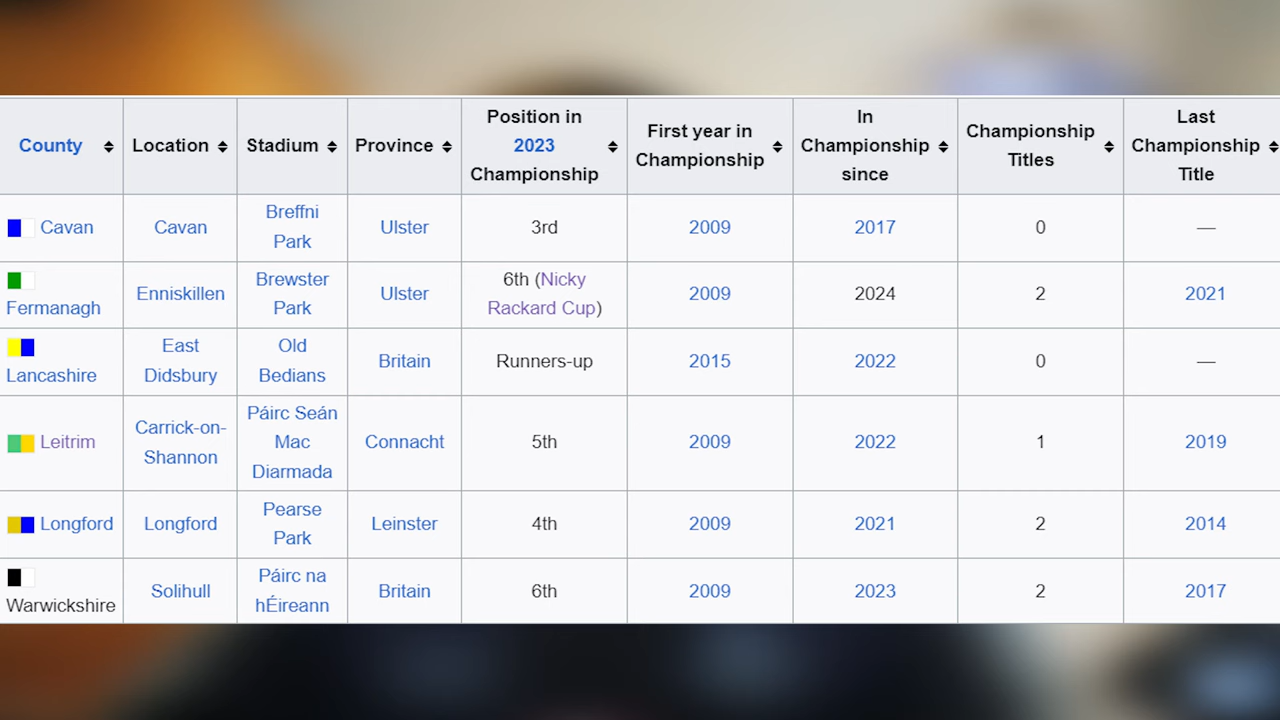 County
Location
Stadium
Province
Position in
2023
Championship
First year in
Championship
In
Championship
since
Championship
Titles
Last
Championship
Title
Cavan
Cavan
Breffni
Park
Ulster
3rd
2009
2017
0
—
Fermanagh
Enniskillen
Brewster
Park
Ulster
6th (Nicky
Rackard Cup)
2009
2024
2
2021
Lancashire
East
Didsbury
Old
Bedians
Britain
Runners-up
2015
2022
0
—
Leitrim
Carrick-on-
Shannon
Páirc Seán
Mac
Diarmada
Connacht
5th
2009
2022
1
2019
Longford
Longford
Pearse
Park
Leinster
4th
2009
2021
2
2014
Warwickshire
Solihull
Páirc na
hÉireann
Britain
6th
2009
2023
2
2017